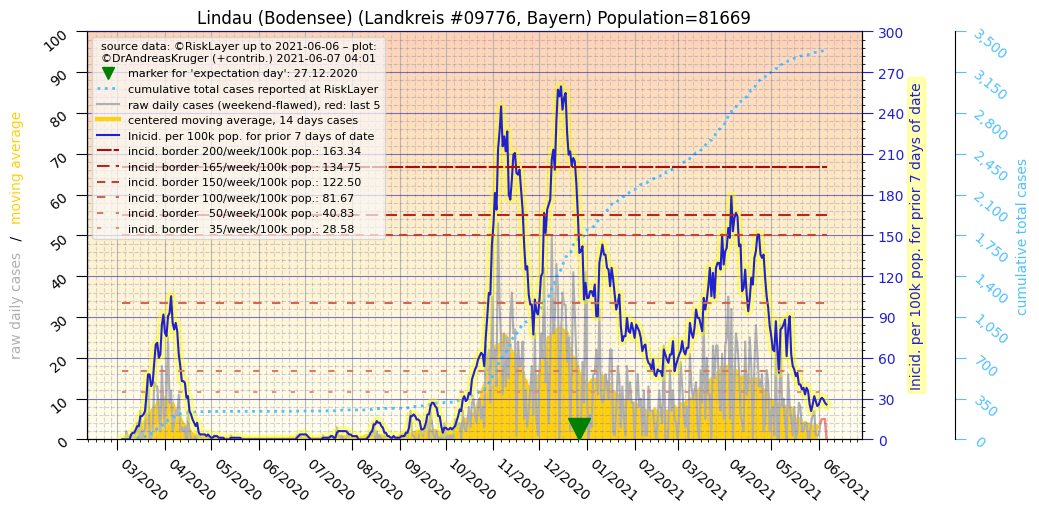 Lindau (Bodensee) (Landkreis #09776, Bayern) Population=81669
source data: ©RiskLayer up to 2021-06-06 – plot:
©DrAndreasKruger (+contrib.) 2021-06-07 04:01
marker for 'expectation day': 27.12.2020
cumulative total cases reported at RiskLayer
raw daily cases (weekend-flawed), red: last 5
centered moving average, 14 days cases
Inicid. per 100k pop. for prior 7 days of date
incid. border 200/week/100k pop.: 163.34
incid. border 165/week/100k pop.: 134.75
incid. border 150/week/100k pop.: 122.50
incid. border 100/week/100k pop.: 81.67
incid. border 50/week/100k pop.: 40.83
incid. border 35/week/100k pop.: 28.58
raw daily cases / moving average
100
90
80
70
60
50
40
30
20
10
0
03/2020
04/2020
05/2020
06/2020
07/2020
08/2020
09/2020
10/2020
11/2020
12/2020
01/2021
02/2021
03/2021
04/2021
05/2021
06/2021
300
270
240
210
180
150
120
90
60
30
0
Inicid. per 100k pop. for prior 7 days of date
3,500
3,150
2,800
2,450
2,100
1,750
1,400
1,050
700
350
0
cumulative total cases